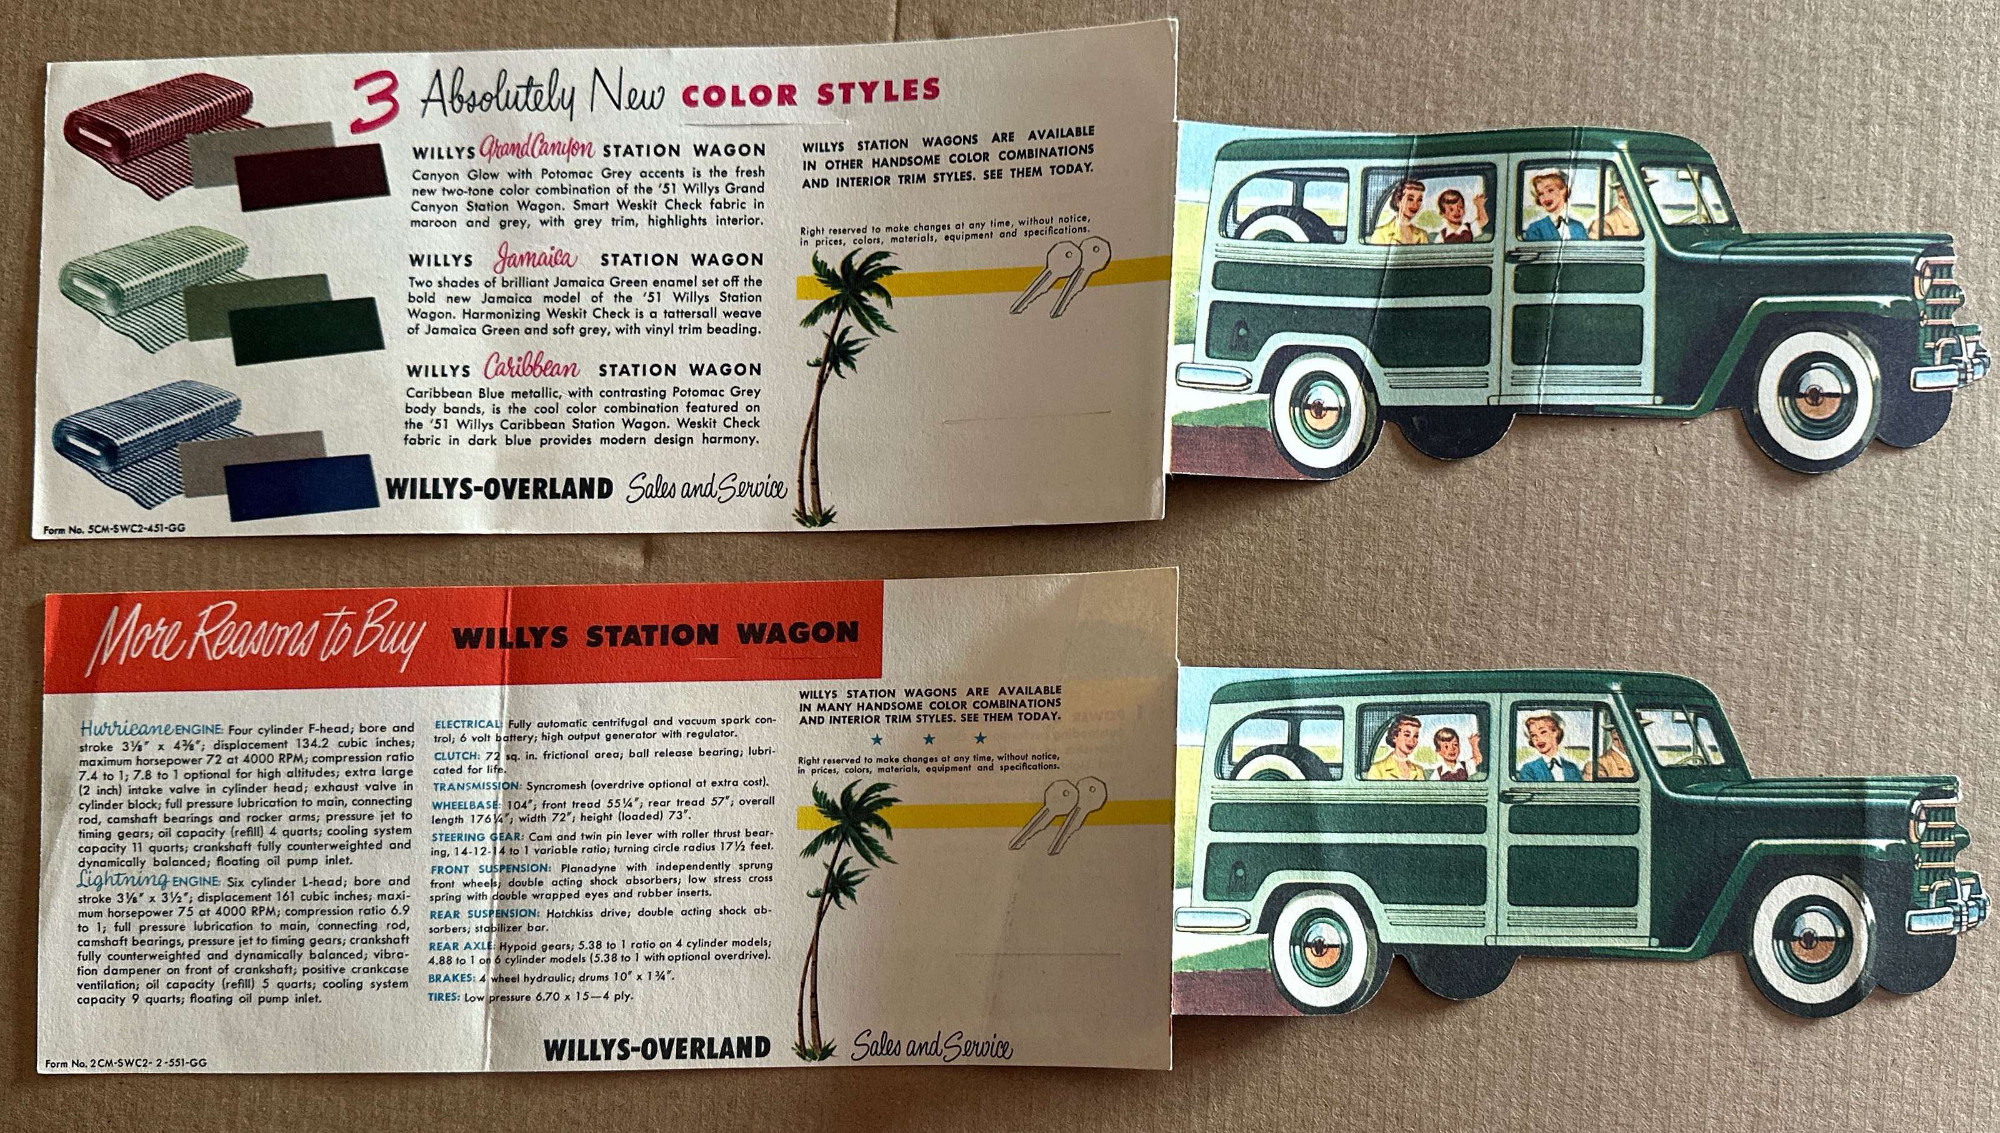 3 Absolutely New COLOR STYLES
WILLYS Grand Canyon STATION WAGON
Canyon Glow with Potomac Grey accents is the fresh
new two-tone color combination of the '51 Willys Grand
Canyon Station Wagon. Smart Weskit Check fabric in
maroon and grey, with grey trim, highlights interior.
WILLYS Jamaica STATION WAGON
Two shades of brilliant Jamaica Green enamel set off the
bold new Jamaica model of the '51 Willys Station
Wagon. Harmonizing Weskit Check is a tattersall weave
of Jamaica Green and soft grey, with vinyl trim beading.
WILLYS Caribbean STATION WAGON
Caribbean Blue metallic, with contrasting Potomac Grey
body bands, is the cool color combination featured on
the '51 Willys Caribbean Station Wagon. Weskit Check
fabric in dark blue provides modern design harmony.
WILLYS-OVERLAND Sales and Service
Form No. 5CM-SWC2-451-GG
WILLYS STATION WAGONS ARE AVAILABLE
IN OTHER HANDSOME COLOR COMBINATIONS
AND INTERIOR TRIM STYLES. SEE THEM TODAY.
Right reserved to make changes at any time, without notice,
in prices, colors, materials, equipment and specifications.
More Reasons to Buy WILLYS STATION WAGON
Hurricane ENGINE: Four cylinder F-head; bore and
stroke 3⅛" x 4⅜"; displacement 134.2 cubic inches;
maximum horsepower 72 at 4000 RPM; compression ratio
7.4 to 1; 7.8 to 1 optional for high altitudes; extra large
(2 inch) intake valve in cylinder head; exhaust valve in
cylinder block; full pressure lubrication to main, connecting
rod, camshaft bearings and rocker arms; pressure jet to
timing gears; oil capacity (refill) 4 quarts; cooling system
capacity 11 quarts; crankshaft fully counterweighted and
dynamically balanced; floating oil pump inlet.
Lightning ENGINE: Six cylinder L-head; bore and
stroke 3⅛" x 3½"; displacement 161 cubic inches; maxi-
mum horsepower 75 at 4000 RPM; compression ratio 6.9
to 1; full pressure lubrication to main, connecting rod,
camshaft bearings, pressure jet to timing gears; crankshaft
fully counterweighted and dynamically balanced; vibra-
tion dampener on front of crankshaft; positive crankcase
ventilation; oil capacity (refill) 5 quarts; cooling system
capacity 9 quarts; floating oil pump inlet.
Form No. 2CM-SWC2- 2-551-GG
ELECTRICAL: Fully automatic centrifugal and vacuum spark con-
trol; 6 volt battery; high output generator with regulator.
CLUTCH: 72 sq. in. frictional area; ball release bearing; lubri-
cated for life.
TRANSMISSION: Syncromesh (overdrive optional at extra cost).
WHEELBASE: 104"; front tread 55¼"; rear tread 57"; overall
length 176¼"; width 72"; height (loaded) 73".
STEERING GEAR: Cam and twin pin lever with roller thrust bear-
ing, 14-12-14 to 1 variable ratio; turning circle radius 17½ feet.
FRONT SUSPENSION: Planadyne with independently sprung
front wheels; double acting shock absorbers; low stress cross
spring with double wrapped eyes and rubber inserts.
REAR SUSPENSION: Hotchkiss drive; double acting shock ab-
sorbers; stabilizer bar.
REAR AXLE: Hypoid gears; 5.38 to 1 ratio on 4 cylinder models;
4.88 to 1 on 6 cylinder models (5.38 to 1 with optional overdrive).
BRAKES: 4 wheel hydraulic; drums 10" x 1¾".
TIRES: Low pressure 6.70 x 15—4 ply.
WILLYS STATION WAGONS ARE AVAILABLE
IN MANY HANDSOME COLOR COMBINATIONS
AND INTERIOR TRIM STYLES. SEE THEM TODAY.
Right reserved to make changes at any time, without notice,
in prices, colors, materials, equipment and specifications.
WILLYS-OVERLAND Sales and Service